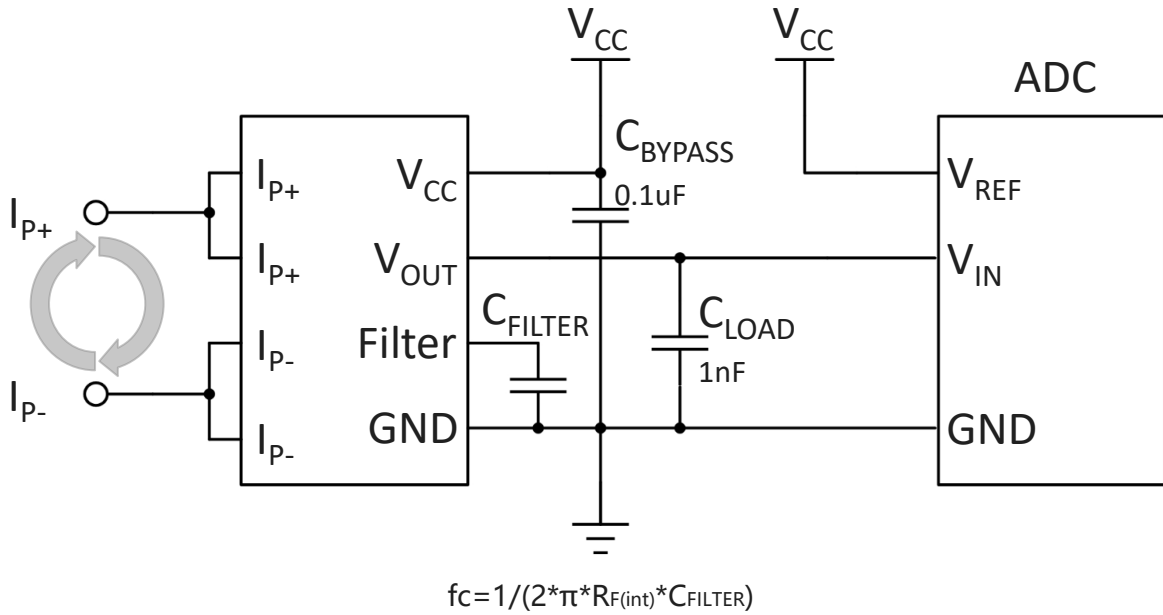 VCC
VCC
ADC
IP+
VCC
CBYPASS
0.1uF
VREF
IP+
IP+
VOUT
VIN
CFILTER
CLOAD
1nF
IP-
Filter
IP-
IP-
GND
GND
fc=1/(2*π*RF(int)*CFILTER)